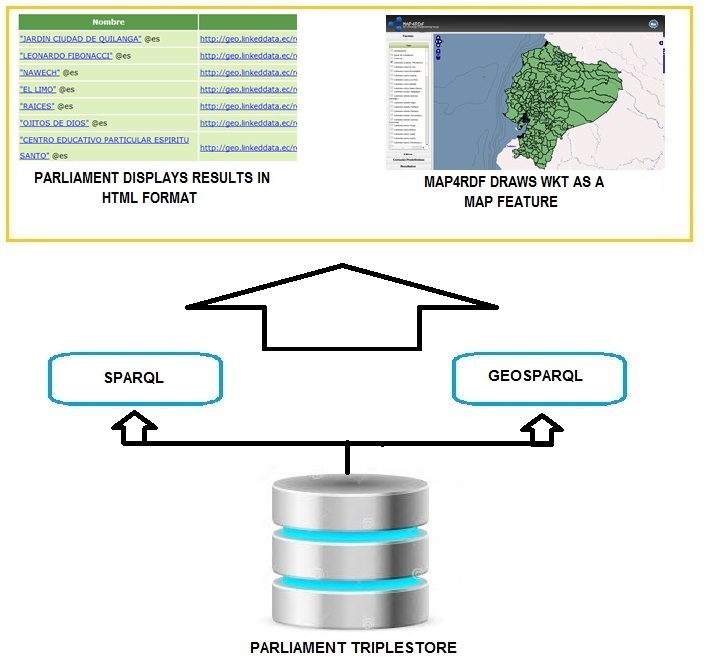 Nombre
"JARDIN CIUDAD DE QUILANGA" @es http://geo.linkeddata.ec/r
"LEONARDO FIBONACCI" @es http://geo.linkeddata.ec/r
"NAWECH" @es http://geo.linkeddata.ec/r
"EL LIMO" @es http://geo.linkeddata.ec/r
"RAICES" @es http://geo.linkeddata.ec/r
"OJITOS DE DIOS" @es http://geo.linkeddata.ec/r
"CENTRO EDUCATIVO PARTICULAR ESPIRITU
SANTO" @es http://geo.linkeddata.ec/r
PARLIAMENT DISPLAYS RESULTS IN
HTML FORMAT
MAP4RDF
MAP4RDF DRAWS WKT AS A
MAP FEATURE
SPARQL
GEOSPARQL
PARLIAMENT TRIPLESTORE